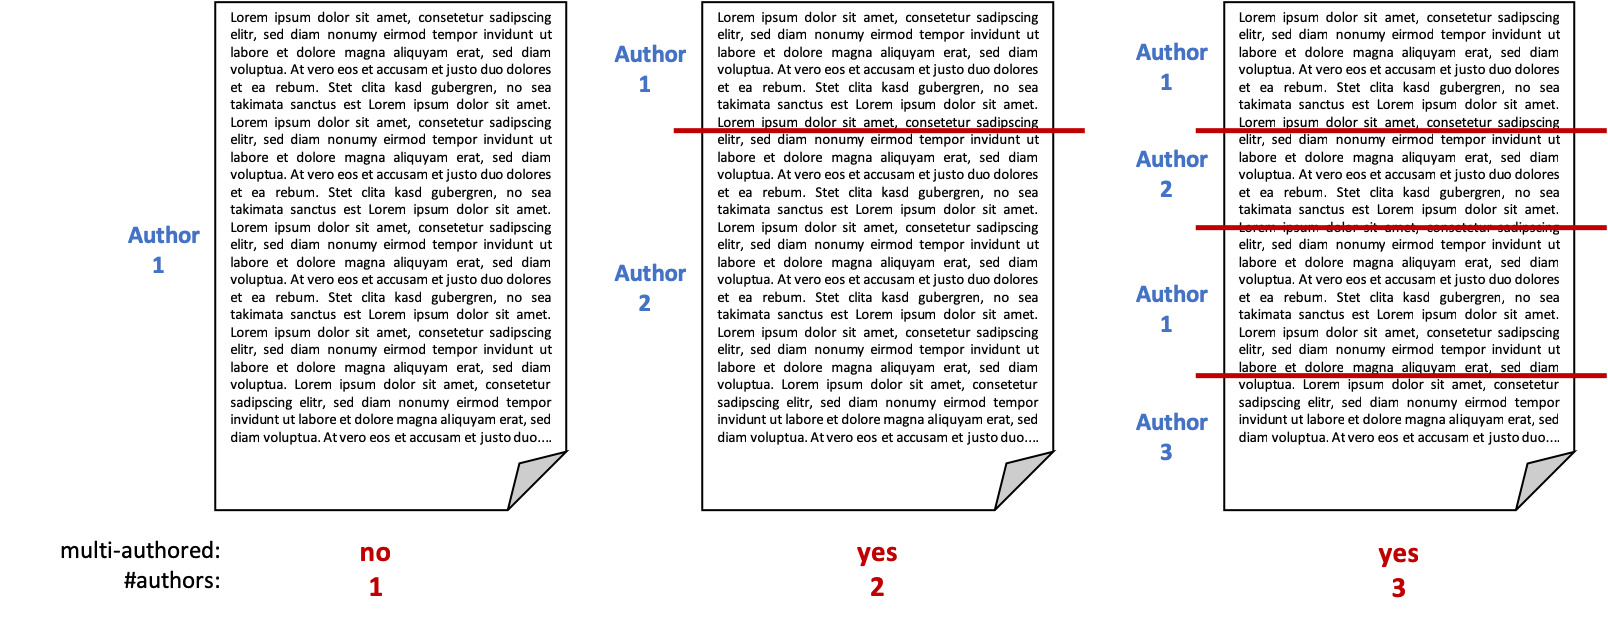 Lorem ipsum dolor sit amet, consetetur sadipscing
elitr, sed diam nonumy eirmod tempor invidunt ut
labore et dolore magna aliquyam erat, sed diam
voluptua. At vero eos et accusam et justo duo dolores
et ea rebum. Stet clita kasd gubergren, no sea
takimata sanctus est Lorem ipsum dolor sit amet.
Lorem ipsum dolor sit amet, consetetur sadipscing
elitr, sed diam nonumy eirmod tempor invidunt ut
labore et dolore magna aliquyam erat, sed diam
voluptua. At vero eos et accusam et justo duo dolores
et ea rebum. Stet clita kasd gubergren, no sea
takimata sanctus est Lorem ipsum dolor sit amet.
Lorem ipsum dolor sit amet, consetetur sadipscing
elitr, sed diam nonumy eirmod tempor invidunt ut
labore et dolore magna aliquyam erat, sed diam
voluptua. At vero eos et accusam et justo duo dolores
et ea rebum. Stet clita kasd gubergren, no sea
takimata sanctus est Lorem ipsum dolor sit amet.
Lorem ipsum dolor sit amet, consetetur sadipscing
elitr, sed diam nonumy eirmod tempor invidunt ut
labore et dolore magna aliquyam erat, sed diam
voluptua. Lorem ipsum dolor sit amet, consetetur
sadipscing elitr, sed diam nonumy eirmod tempor
invidunt ut labore et dolore magna aliquyam erat, sed
diam voluptua. At vero eos et accusam et justo duo....
Author
1
Lorem ipsum dolor sit amet, consetetur sadipscing
elitr, sed diam nonumy eirmod tempor invidunt ut
labore et dolore magna aliquyam erat, sed diam
voluptua. At vero eos et accusam et justo duo dolores
et ea rebum. Stet clita kasd gubergren, no sea
takimata sanctus est Lorem ipsum dolor sit amet.
Lorem ipsum dolor sit amet, consetetur sadipscing
elitr, sed diam nonumy eirmod tempor invidunt ut
labore et dolore magna aliquyam erat, sed diam
voluptua. At vero eos et accusam et justo duo dolores
et ea rebum. Stet clita kasd gubergren, no sea
takimata sanctus est Lorem ipsum dolor sit amet.
Lorem ipsum dolor sit amet, consetetur sadipscing
elitr, sed diam nonumy eirmod tempor invidunt ut
labore et dolore magna aliquyam erat, sed diam
voluptua. At vero eos et accusam et justo duo dolores
et ea rebum. Stet clita kasd gubergren, no sea
takimata sanctus est Lorem ipsum dolor sit amet.
Lorem ipsum dolor sit amet, consetetur sadipscing
elitr, sed diam nonumy eirmod tempor invidunt ut
labore et dolore magna aliquyam erat, sed diam
voluptua. Lorem ipsum dolor sit amet, consetetur
sadipscing elitr, sed diam nonumy eirmod tempor
invidunt ut labore et dolore magna aliquyam erat, sed
diam voluptua. At vero eos et accusam et justo duo....
Author
1
Author
2
Lorem ipsum dolor sit amet, consetetur sadipscing
elitr, sed diam nonumy eirmod tempor invidunt ut
labore et dolore magna aliquyam erat, sed diam
voluptua. At vero eos et accusam et justo duo dolores
et ea rebum. Stet clita kasd gubergren, no sea
takimata sanctus est Lorem ipsum dolor sit amet.
Lorem ipsum dolor sit amet, consetetur sadipscing
elitr, sed diam nonumy eirmod tempor invidunt ut
labore et dolore magna aliquyam erat, sed diam
voluptua. At vero eos et accusam et justo duo dolores
et ea rebum. Stet clita kasd gubergren, no sea
takimata sanctus est Lorem ipsum dolor sit amet.
Lorem ipsum dolor sit amet, consetetur sadipscing
elitr, sed diam nonumy eirmod tempor invidunt ut
labore et dolore magna aliquyam erat, sed diam
voluptua. At vero eos et accusam et justo duo dolores
et ea rebum. Stet clita kasd gubergren, no sea
takimata sanctus est Lorem ipsum dolor sit amet.
Lorem ipsum dolor sit amet, consetetur sadipscing
elitr, sed diam nonumy eirmod tempor invidunt ut
labore et dolore magna aliquyam erat, sed diam
voluptua. Lorem ipsum dolor sit amet, consetetur
sadipscing elitr, sed diam nonumy eirmod tempor
invidunt ut labore et dolore magna aliquyam erat, sed
diam voluptua. At vero eos et accusam et justo duo....
Author
1
Author
2
Author
1
Author
3
multi-authored: no yes yes
#authors: 1 2 3